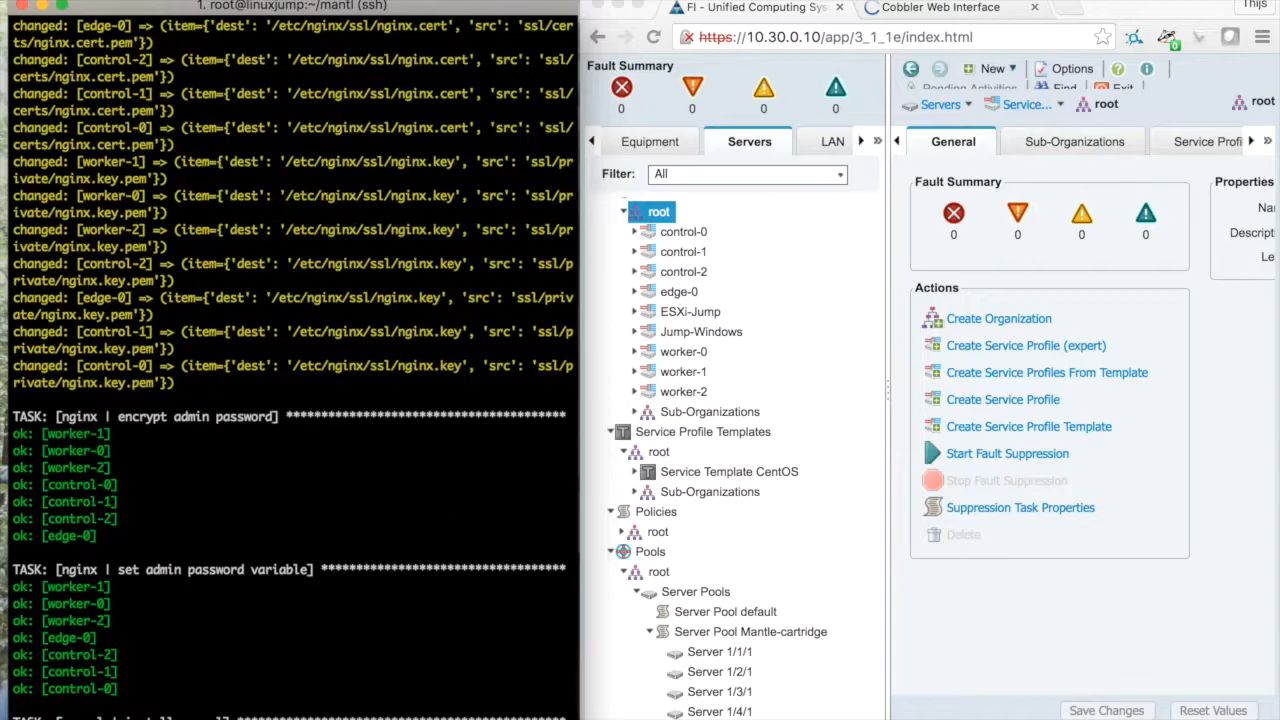 1. root@linuxjump:~/mantl (ssh)
changed: [edge-0] => (item={'dest': '/etc/nginx/ssl/nginx.cert', 'src': 'ssl/cer
ts/nginx.cert.pem'})
changed: [control-2] => (item={'dest': '/etc/nginx/ssl/nginx.cert', 'src': 'ssl/
certs/nginx.cert.pem'})
changed: [control-1] => (item={'dest': '/etc/nginx/ssl/nginx.cert', 'src': 'ssl/
certs/nginx.cert.pem'})
changed: [control-0] => (item={'dest': '/etc/nginx/ssl/nginx.cert', 'src': 'ssl/
certs/nginx.cert.pem'})
changed: [worker-1] => (item={'dest': '/etc/nginx/ssl/nginx.key', 'src': 'ssl/pr
ivate/nginx.key.pem'})
changed: [worker-0] => (item={'dest': '/etc/nginx/ssl/nginx.key', 'src': 'ssl/pr
ivate/nginx.key.pem'})
changed: [worker-2] => (item={'dest': '/etc/nginx/ssl/nginx.key', 'src': 'ssl/pr
ivate/nginx.key.pem'})
changed: [control-2] => (item={'dest': '/etc/nginx/ssl/nginx.key', 'src': 'ssl/p
rivate/nginx.key.pem'})
changed: [edge-0] => (item={'dest': '/etc/nginx/ssl/nginx.key', 'src': 'ssl/priv
ate/nginx.key.pem'})
changed: [control-1] => (item={'dest': '/etc/nginx/ssl/nginx.key', 'src': 'ssl/p
rivate/nginx.key.pem'})
changed: [control-0] => (item={'dest': '/etc/nginx/ssl/nginx.key', 'src': 'ssl/p
rivate/nginx.key.pem'})
TASK: [nginx | encrypt admin password] ***************************************
ok: [worker-1]
ok: [worker-0]
ok: [worker-2]
ok: [control-0]
ok: [control-1]
ok: [control-2]
ok: [edge-0]
TASK: [nginx | set admin password variable] **********************************
ok: [worker-1]
ok: [worker-0]
ok: [worker-2]
ok: [edge-0]
ok: [control-2]
ok: [control-1]
ok: [control-0]
FI - Unified Computing Sys
Cobbler Web Interface
Thijs
https://10.30.0.10/app/3_1_1e/index.html
0
Fault Summary
0 0 0 0
Equipment Servers LAN
Filter: All
root
control-0
control-1
control-2
edge-0
ESXi-Jump
Jump-Windows
worker-0
worker-1
worker-2
Sub-Organizations
Service Profile Templates
root
Service Template CentOS
Sub-Organizations
Policies
root
Pools
root
Server Pools
Server Pool default
Server Pool Mantle-cartridge
Server 1/1/1
Server 1/2/1
Server 1/3/1
Server 1/4/1
New Options
Pending Activities Find Exit
Servers Service... root root
General Sub-Organizations Service Profi
Fault Summary
0 0 0 0
Properties
Nar
Descript
Le
Actions
Create Organization
Create Service Profile (expert)
Create Service Profiles From Template
Create Service Profile
Create Service Profile Template
Start Fault Suppression
Stop Fault Suppression
Suppression Task Properties
Delete
Save Changes Reset Values